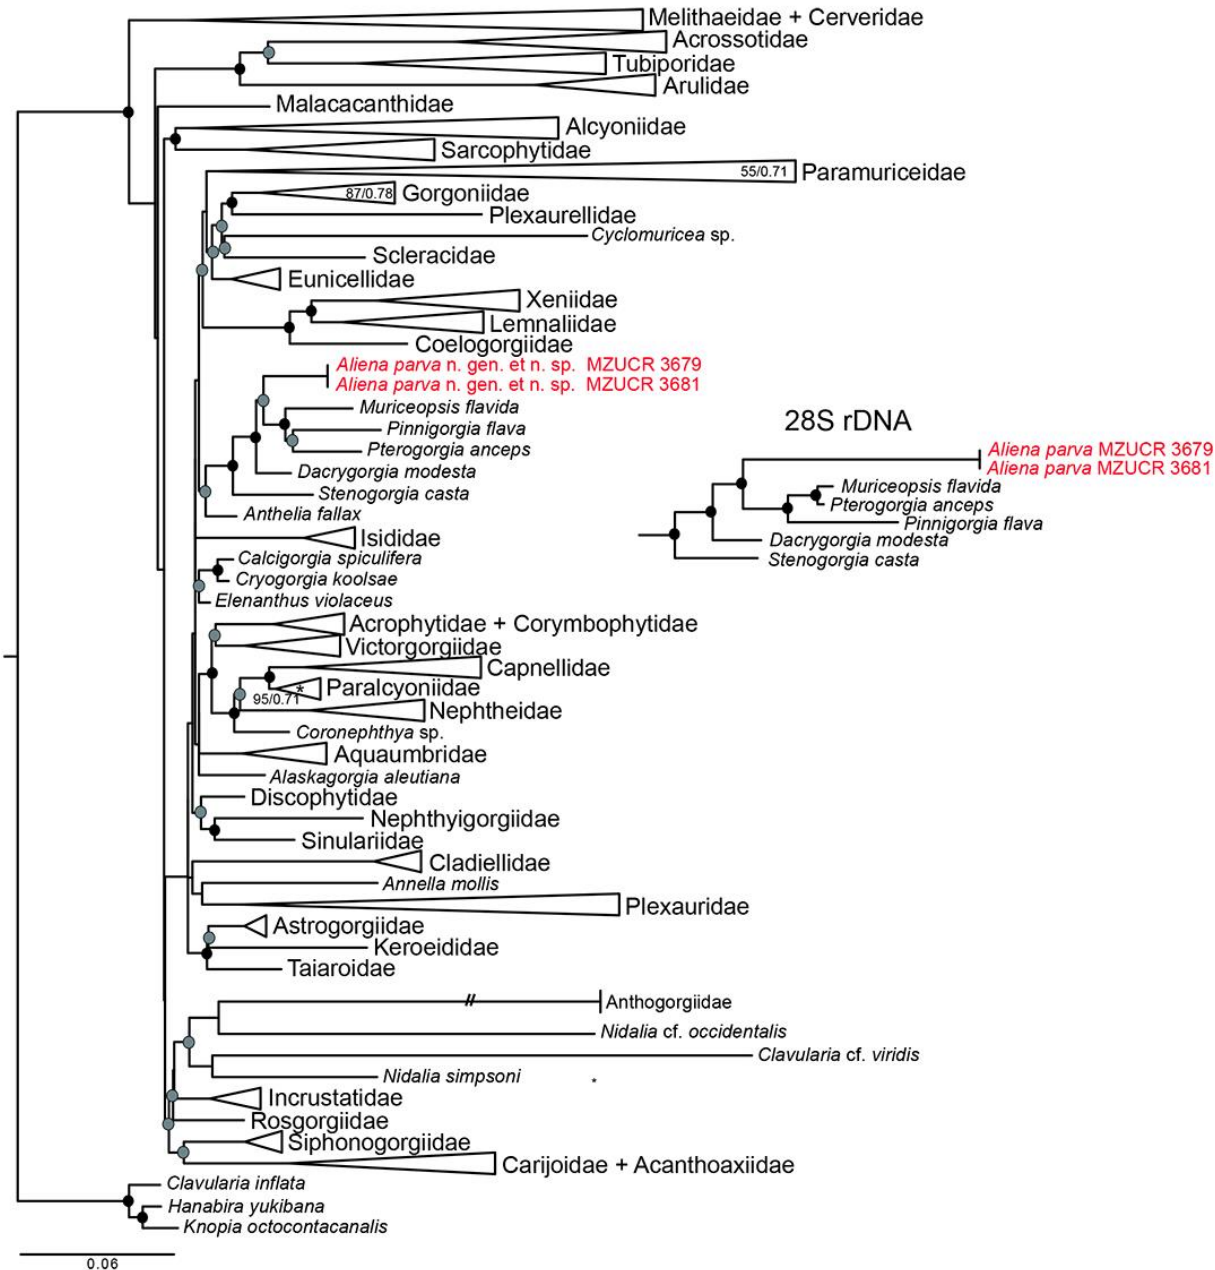 Melithaeidae + Cerveridae
Acrossotidae
Tubiporidae
Arulidae
Malacacanthidae
Alcyoniidae
Sarcophytidae
55/0.71 Paramuriceidae
87/0.78 Gorgoniidae
Plexaurellidae
Cyclomuricea sp.
Scleracidae
Eunicellidae
Xeniidae
Lemnaliidae
Coelogorgiidae
Aliena parva n. gen. et n. sp. MZUCR 3679
Aliena parva n. gen. et n. sp. MZUCR 3681
Muriceopsis flavida
Pinnigorgia flava
Pterogorgia anceps
Dacrygorgia modesta
Stenogorgia casta
Anthelia fallax
Isididae
Calcigorgia spiculifera
Cryogorgia koolsae
Elenanthus violaceus
Acrophytidae + Corymbophytidae
Victorgorgiidae
Capnellidae
* Paralcyoniidae
95/0.71
Nephtheidae
Coronephthya sp.
Aquaumbridae
Alaskagorgia aleutiana
Discophytidae
Nephthyigorgiidae
Sinulariidae
Cladiellidae
Annella mollis
Plexauridae
Astrogorgiidae
Keroeididae
Taiaroidae
// Anthogorgiidae
Nidalia cf. occidentalis
Clavularia cf. viridis
Nidalia simpsoni *
Incrustatidae
Rosgorgiidae
Siphonogorgiidae
Carijoidae + Acanthoaxiidae
Clavularia inflata
Hanabira yukibana
Knopia octocontacanalis
0.06
28S rDNA
Aliena parva MZUCR 3679
Aliena parva MZUCR 3681
Muriceopsis flavida
Pterogorgia anceps
Pinnigorgia flava
Dacrygorgia modesta
Stenogorgia casta